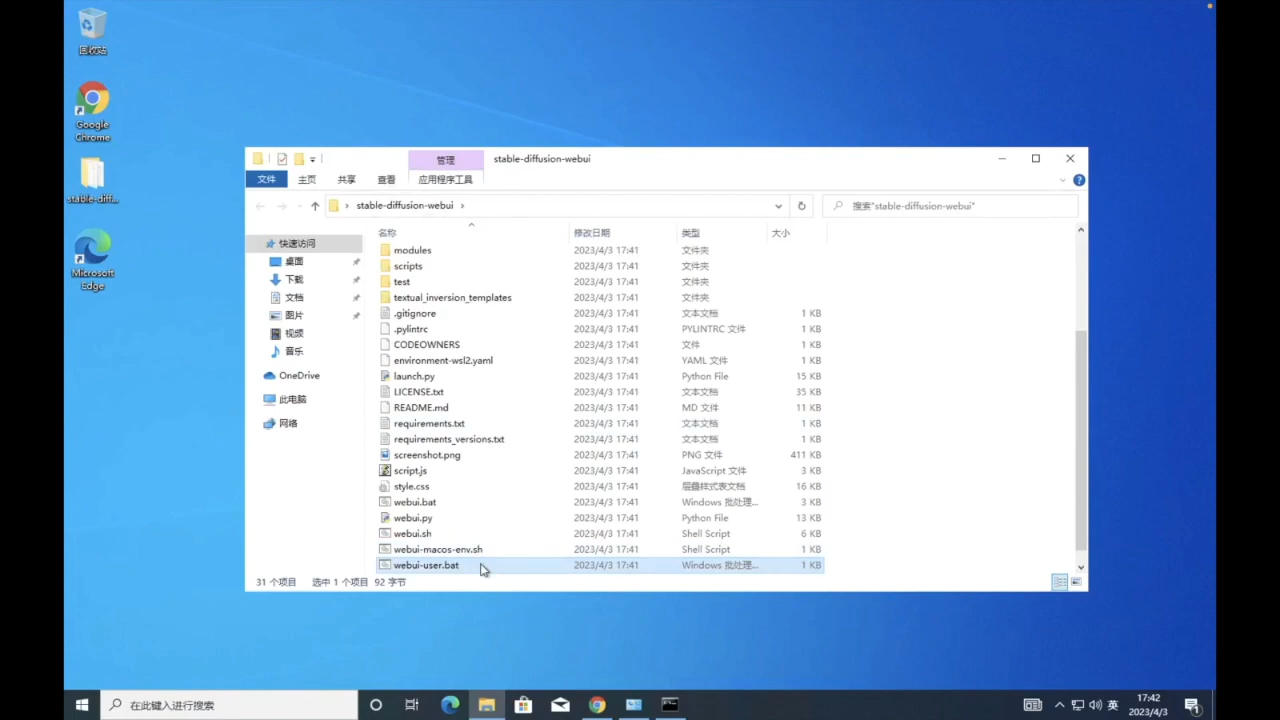 回收站
Google
Chrome
stable-diff...
Microsoft
Edge
管理
stable-diffusion-webui
文件
主页
共享
查看
应用程序工具
stable-diffusion-webui
搜索"stable-diffusion-webui"
名称
修改日期
类型
大小
快速访问
桌面
下载
文档
图片
视频
音乐
OneDrive
此电脑
网络
modules 2023/4/3 17:41 文件夹
scripts 2023/4/3 17:41 文件夹
test 2023/4/3 17:41 文件夹
textual_inversion_templates 2023/4/3 17:41 文件夹
.gitignore 2023/4/3 17:41 文本文档 1 KB
.pylintrc 2023/4/3 17:41 PYLINTRC 文件 1 KB
CODEOWNERS 2023/4/3 17:41 文件 1 KB
environment-wsl2.yaml 2023/4/3 17:41 YAML 文件 1 KB
launch.py 2023/4/3 17:41 Python File 15 KB
LICENSE.txt 2023/4/3 17:41 文本文档 35 KB
README.md 2023/4/3 17:41 MD 文件 11 KB
requirements.txt 2023/4/3 17:41 文本文档 1 KB
requirements_versions.txt 2023/4/3 17:41 文本文档 1 KB
screenshot.png 2023/4/3 17:41 PNG 文件 411 KB
script.js 2023/4/3 17:41 JavaScript 文件 3 KB
style.css 2023/4/3 17:41 层叠样式表文档 16 KB
webui.bat 2023/4/3 17:41 Windows 批处理... 3 KB
webui.py 2023/4/3 17:41 Python File 13 KB
webui.sh 2023/4/3 17:41 Shell Script 6 KB
webui-macos-env.sh 2023/4/3 17:41 Shell Script 1 KB
webui-user.bat 2023/4/3 17:41 Windows 批处理... 1 KB
31 个项目 选中 1 个项目 92 字节
在此键入进行搜索
英
17:42
2023/4/3
1